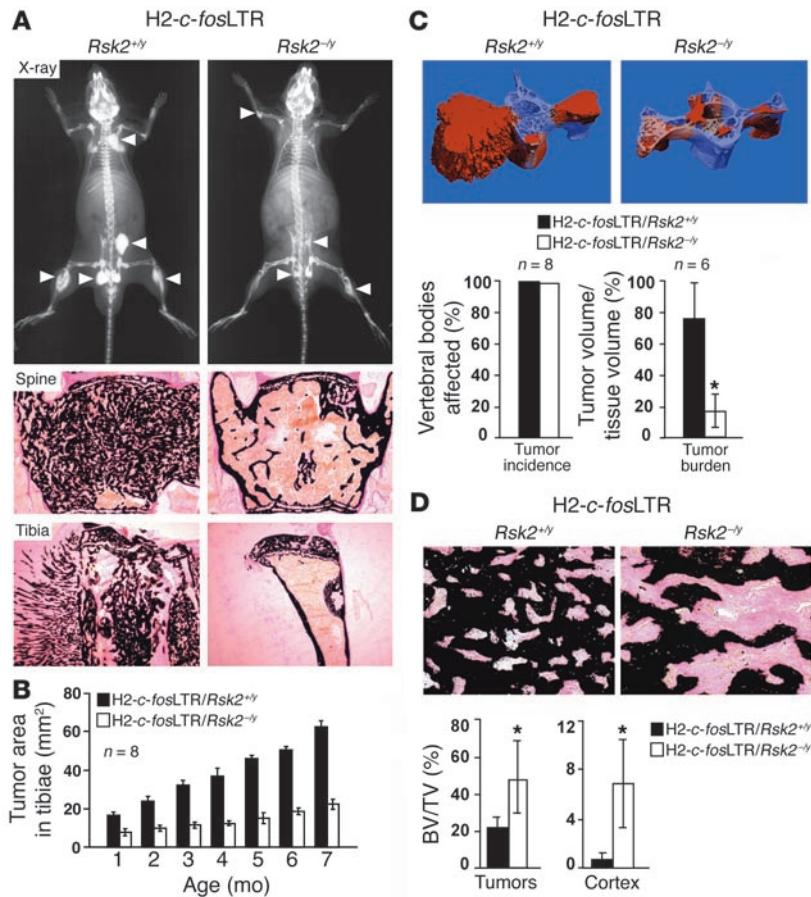 A
H2-c-fosLTR
Rsk2+/y
Rsk2–/y
X-ray
Spine
Tibia
B
Tumor area
in tibiae (mm²)
80
60
40
20
0
H2-c-fosLTR/Rsk2+/y
H2-c-fosLTR/Rsk2–/y
n = 8
1 2 3 4 5 6 7
Age (mo)
C
H2-c-fosLTR
Rsk2+/y
Rsk2–/y
H2-c-fosLTR/Rsk2+/y
H2-c-fosLTR/Rsk2–/y
Vertebral bodies
affected (%)
n = 8
100
80
60
40
20
0
Tumor
incidence
Tumor volume/
tissue volume (%)
n = 6
100
80
60
40
20
0
*
Tumor
burden
D
H2-c-fosLTR
Rsk2+/y
Rsk2–/y
BV/TV (%)
80
60
40
20
0
*
Tumors
12
8
4
0
*
Cortex
H2-c-fosLTR/Rsk2+/y
H2-c-fosLTR/Rsk2–/y